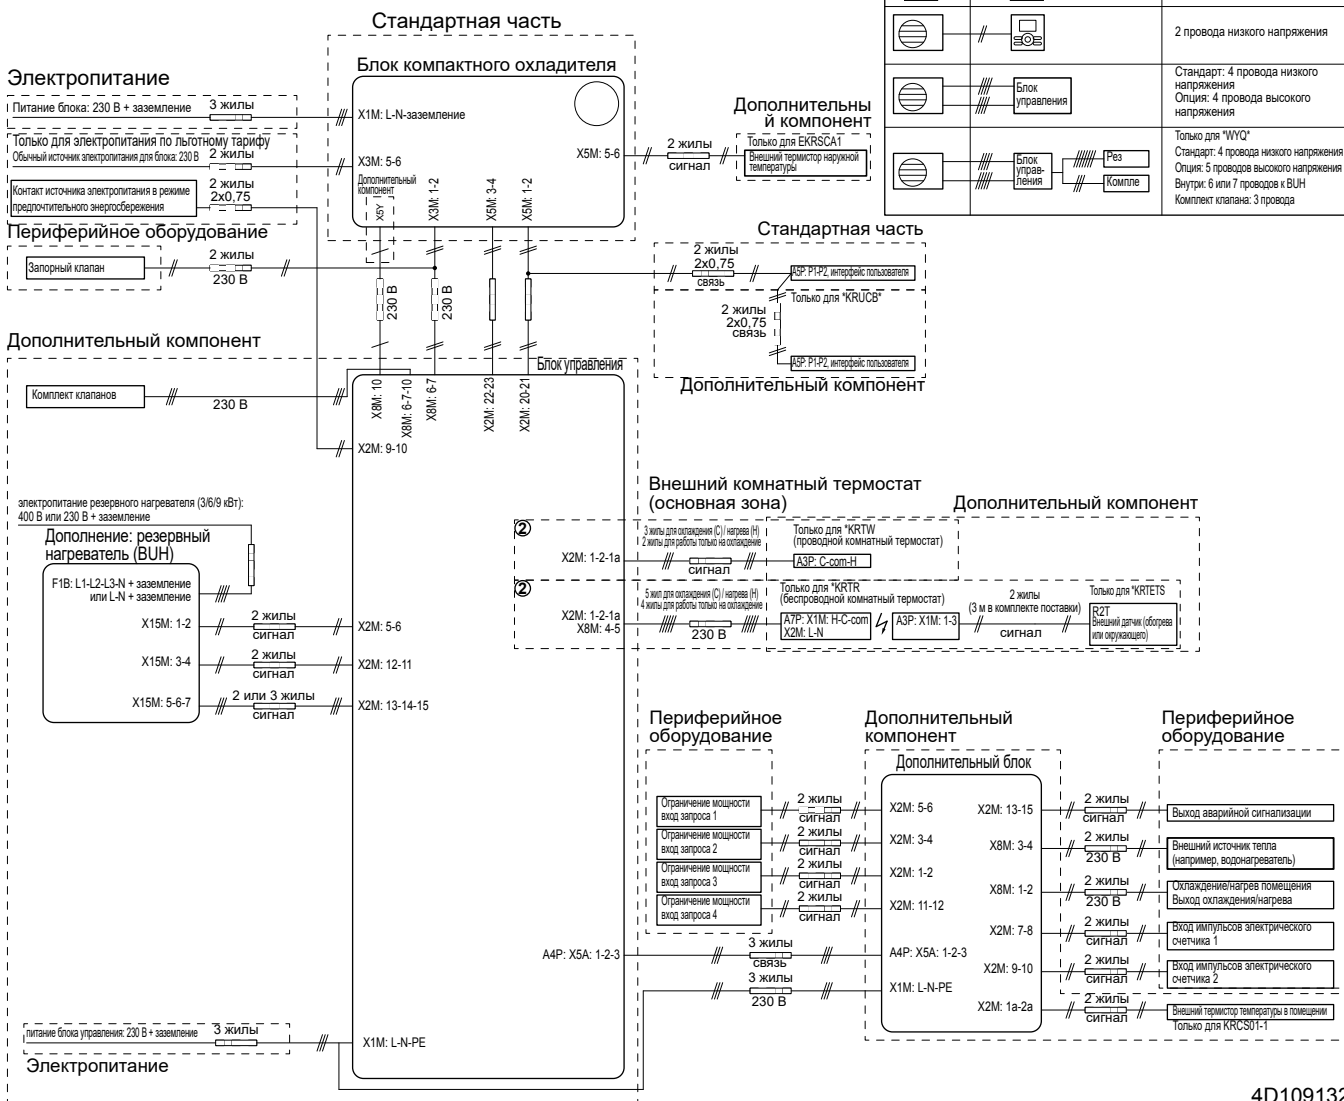 Стандартная часть
Электропитание
Питание блока: 230 В + заземление
3 жилы
Только для электропитания по льготному тарифу
Обычный источник электропитания для блока: 230 В
2 жилы
Контакт источника электропитания в режиме
предпочтительного энергосбережения
2 жилы
2x0,75
Периферийное оборудование
Запорный клапан
2 жилы
230 В
Блок компактного охладителя
X1M: L-N-заземление
X3M: 5-6
Дополнительный
компонент
X5Y
X3M: 1-2
X5M: 3-4
X5M: 1-2
X5M: 5-6
2 жилы
сигнал
Дополнительны
й компонент
Только для EKRSCA1
Внешний термистор наружной
температуры
2 провода низкого напряжения
Блок
управления
Стандарт: 4 провода низкого
напряжения
Опция: 4 провода высокого
напряжения
Блок
управ-
ления
Рез
Компле
Только для "WYQ"
Стандарт: 4 провода низкого напряжения
Опция: 5 проводов высокого напряжения
Внутри: 6 или 7 проводов к BUH
Комплект клапана: 3 провода
230 В
230 В
Стандартная часть
2 жилы
2x0,75
связь
A5P: P1-P2, интерфейс пользователя
Только для *KRUCB*
2 жилы
2x0,75
связь
A5P: P1-P2, интерфейс пользователя
Дополнительный компонент
Дополнительный компонент
Комплект клапанов
230 В
Блок управления
X8M: 10
X8M: 6-7-10
X8M: 6-7
X2M: 22-23
X2M: 20-21
X2M: 9-10
электропитание резервного нагревателя (3/6/9 кВт):
400 В или 230 В + заземление
Дополнение: резервный
нагреватель (BUH)
F1B: L1-L2-L3-N + заземление
или L-N + заземление
X15M: 1-2
2 жилы
сигнал
X2M: 5-6
X15M: 3-4
2 жилы
сигнал
X2M: 12-11
X15M: 5-6-7
2 или 3 жилы
сигнал
X2M: 13-14-15
Внешний комнатный термостат
(основная зона)
Дополнительный компонент
2
X2M: 1-2-1a
3 жилы для охлаждения (C) / нагрева (H)
2 жилы для работы только на охлаждение
сигнал
Только для *KRTW
(проводной комнатный термостат)
A3P: C-com-H
2
X2M: 1-2-1a
X8M: 4-5
5 жил для охлаждения (C) / нагрева (H)
4 жилы для работы только на охлаждение
230 В
Только для *KRTR
(беспроводной комнатный термостат)
A7P: X1M: H-C-com
X2M: L-N
A3P: X1M: 1-3
2 жилы
(3 м в комплекте поставки)
сигнал
Только для *KRTETS
R2T
Внешний датчик (обогрева
или окружающего)
Периферийное
оборудование
Дополнительный
компонент
Периферийное
оборудование
Дополнительный блок
Ограничение мощности
вход запроса 1
2 жилы
сигнал
X2M: 5-6
Ограничение мощности
вход запроса 2
2 жилы
сигнал
X2M: 3-4
Ограничение мощности
вход запроса 3
2 жилы
сигнал
X2M: 1-2
Ограничение мощности
вход запроса 4
2 жилы
сигнал
X2M: 11-12
A4P: X5A: 1-2-3
3 жилы
связь
A4P: X5A: 1-2-3
3 жилы
230 В
X1M: L-N-PE
X2M: 13-15
2 жилы
сигнал
Выход аварийной сигнализации
X8M: 3-4
2 жилы
230 В
Внешний источник тепла
(например, водонагреватель)
X8M: 1-2
2 жилы
230 В
Охлаждение/нагрев помещения
Выход охлаждения/нагрева
X2M: 7-8
2 жилы
сигнал
Вход импульсов электрического
счетчика 1
X2M: 9-10
2 жилы
сигнал
Вход импульсов электрического
счетчика 2
X2M: 1a-2a
2 жилы
сигнал
Внешний термистор температуры в помещении
Только для KRCS01-1
питание блока управления: 230 В + заземление
3 жилы
X1M: L-N-PE
Электропитание
4D109132